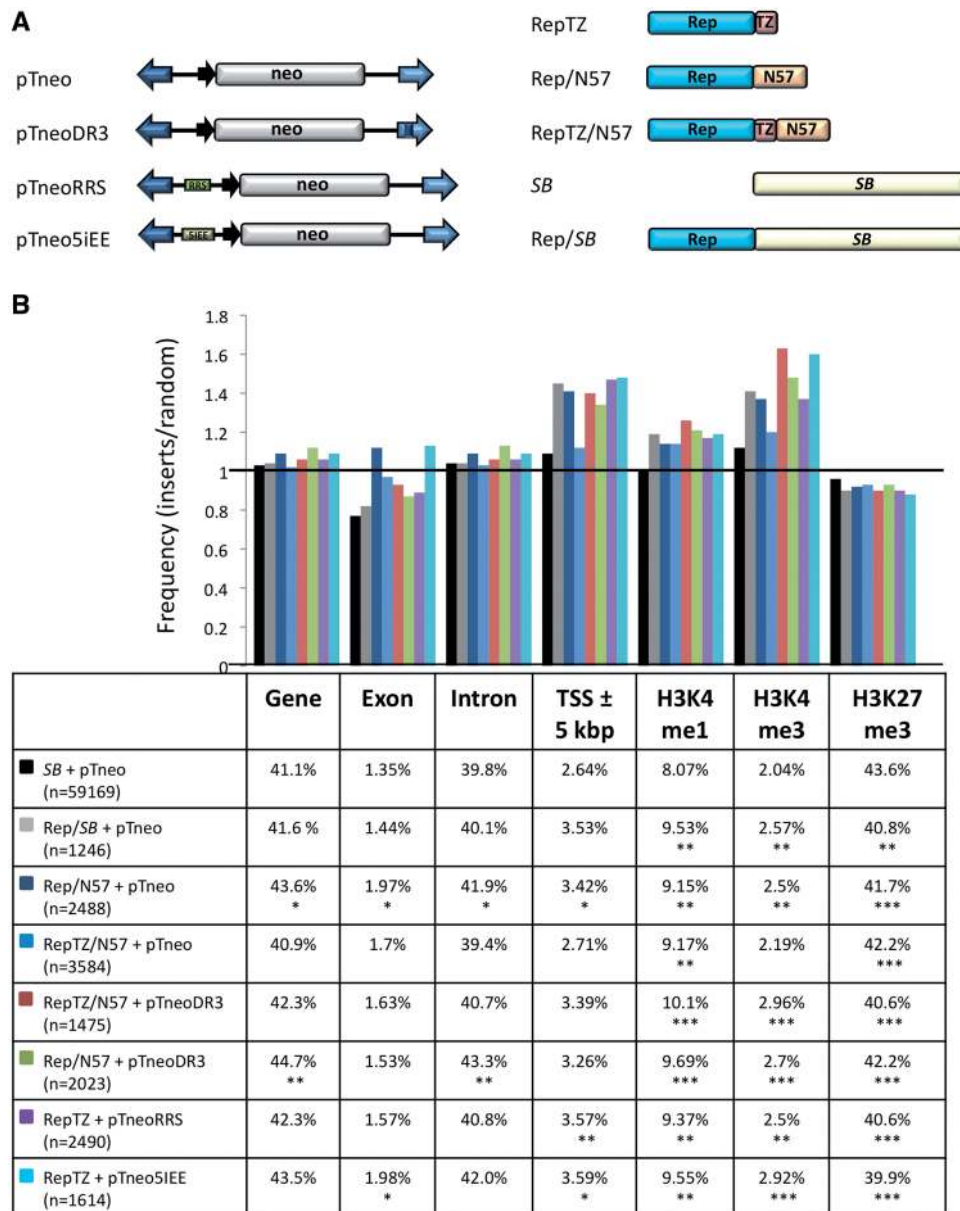 A
pTneo
neo
pTneoDR3
neo
pTneoRRS
RRS
neo
pTneo5iEE
5IEE
neo
RepTZ
Rep TZ
Rep/N57
Rep N57
RepTZ/N57
Rep TZ N57
SB
SB
Rep/SB
Rep SB
B
Frequency (inserts/random)
1.8
1.6
1.4
1.2
1
0.8
0.6
0.4
0.2
0
Gene Exon Intron TSS ± 5 kbp H3K4 me1 H3K4 me3 H3K27 me3
SB + pTneo (n=59169) 41.1% 1.35% 39.8% 2.64% 8.07% 2.04% 43.6%
Rep/SB + pTneo (n=1246) 41.6 % 1.44% 40.1% 3.53% 9.53% ** 2.57% ** 40.8% **
Rep/N57 + pTneo (n=2488) 43.6% * 1.97% * 41.9% * 3.42% * 9.15% ** 2.5% ** 41.7% ***
RepTZ/N57 + pTneo (n=3584) 40.9% 1.7% 39.4% 2.71% 9.17% ** 2.19% 42.2% ***
RepTZ/N57 + pTneoDR3 (n=1475) 42.3% 1.63% 40.7% 3.39% 10.1% *** 2.96% *** 40.6% ***
Rep/N57 + pTneoDR3 (n=2023) 44.7% ** 1.53% 43.3% ** 3.26% 9.69% *** 2.7% *** 42.2% ***
RepTZ + pTneoRRS (n=2490) 42.3% 1.57% 40.8% 3.57% ** 9.37% ** 2.5% ** 40.6% ***
RepTZ + pTneo5IEE (n=1614) 43.5% 1.98% * 42.0% 3.59% * 9.55% ** 2.92% *** 39.9% ***